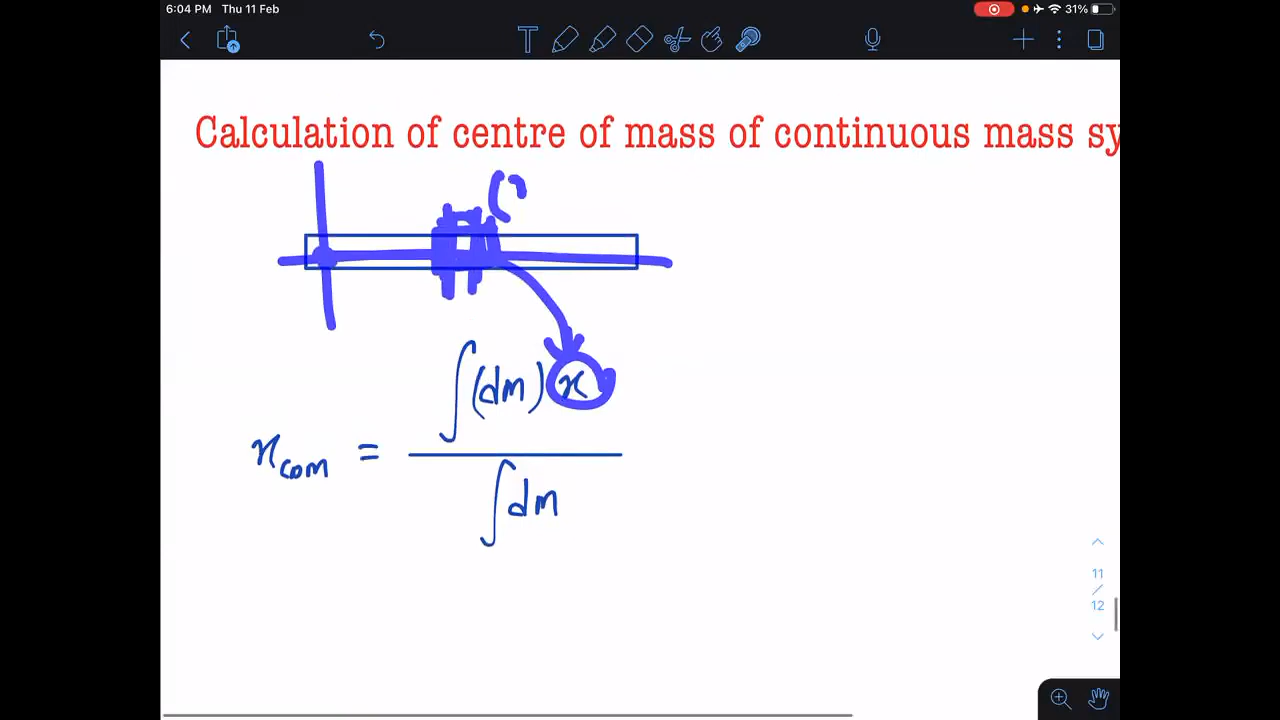 6:04 PM Thu 11 Feb 31%
T
Calculation of centre of mass of continuous mass sy
∫(dm) x
x com =
∫dm
11
/
12